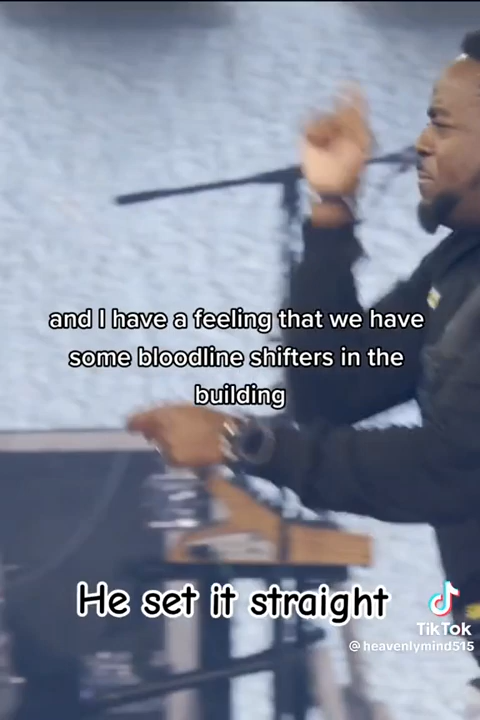 and I have a feeling that we have
some bloodline shifters in the
building
He set it straight
TikTok
@heavenlymind515